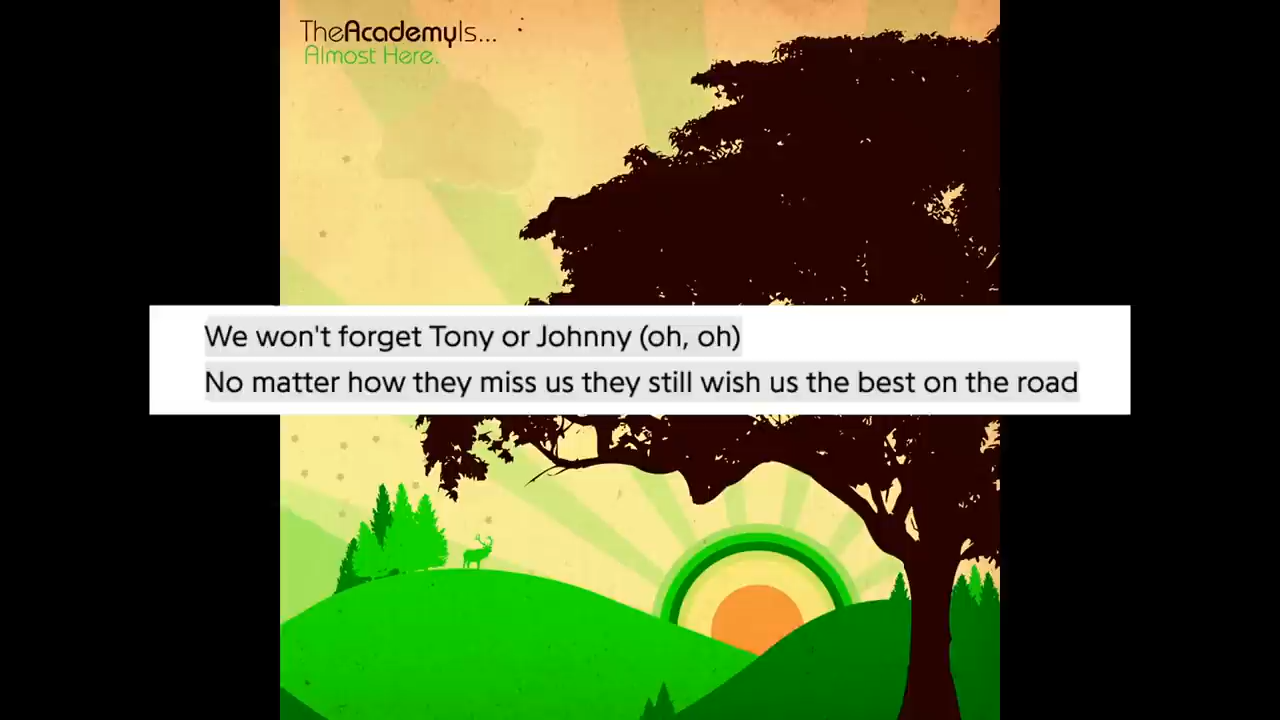 TheAcademyIs...
Almost Here.
We won't forget Tony or Johnny (oh, oh)
No matter how they miss us they still wish us the best on the road